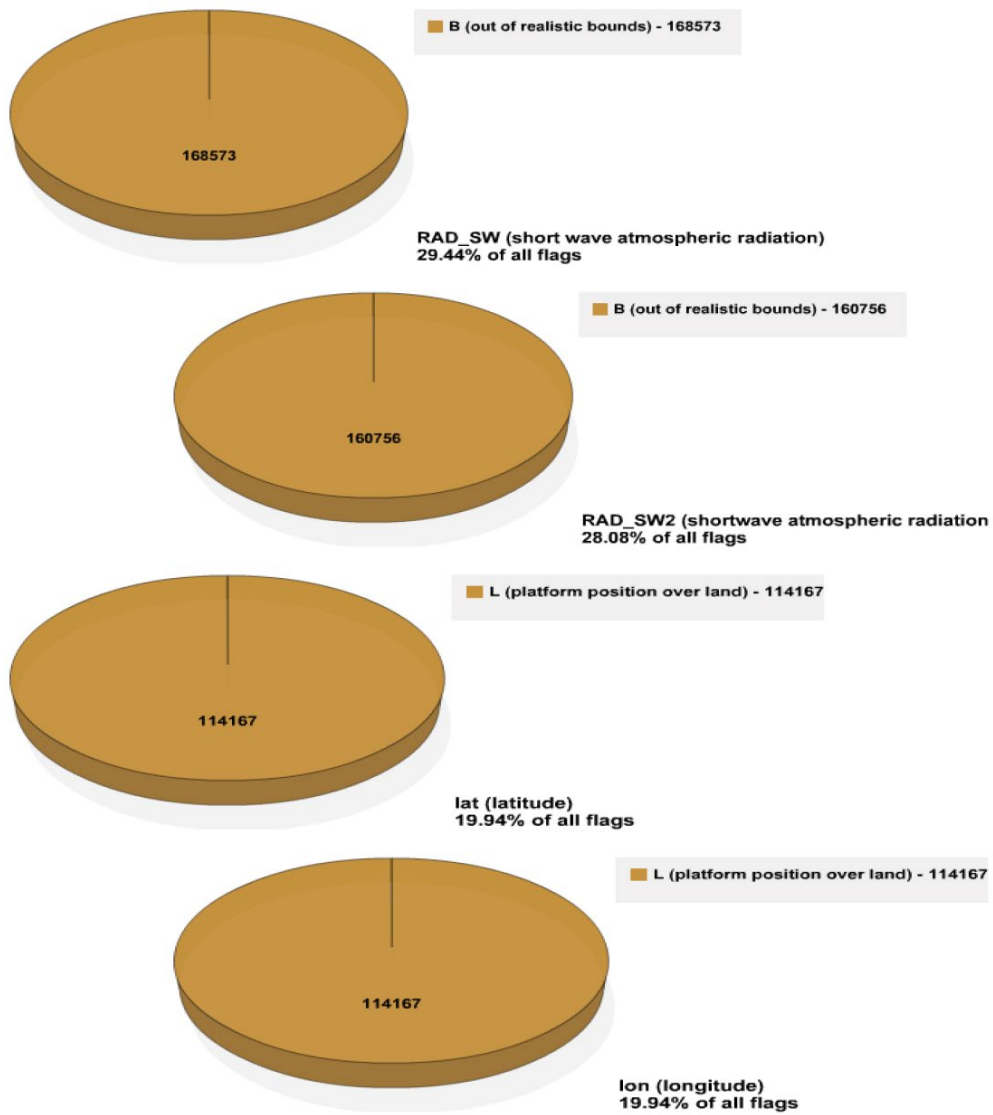 B (out of realistic bounds) - 168573
168573
RAD_SW (short wave atmospheric radiation)
29.44% of all flags
B (out of realistic bounds) - 160756
160756
RAD_SW2 (shortwave atmospheric radiation
28.08% of all flags
L (platform position over land) - 114167
114167
lat (latitude)
19.94% of all flags
L (platform position over land) - 114167
114167
lon (longitude)
19.94% of all flags